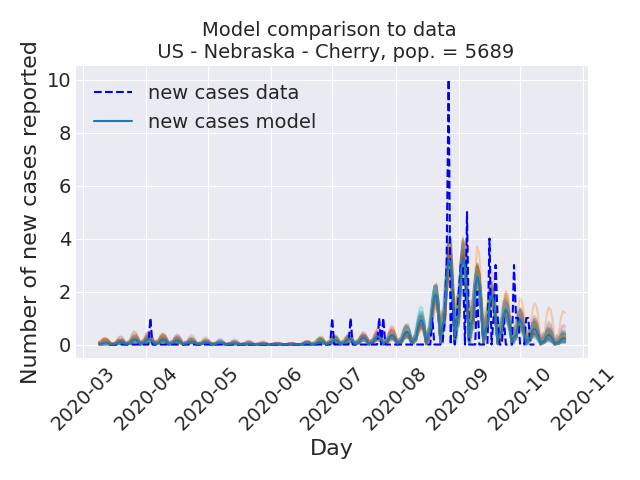 Model comparison to data
US - Nebraska - Cherry, pop. = 5689
Number of new cases reported
10
8
6
4
2
0
new cases data
new cases model
2020-03
2020-04
2020-05
2020-06
2020-07
2020-08
2020-09
2020-10
2020-11
Day